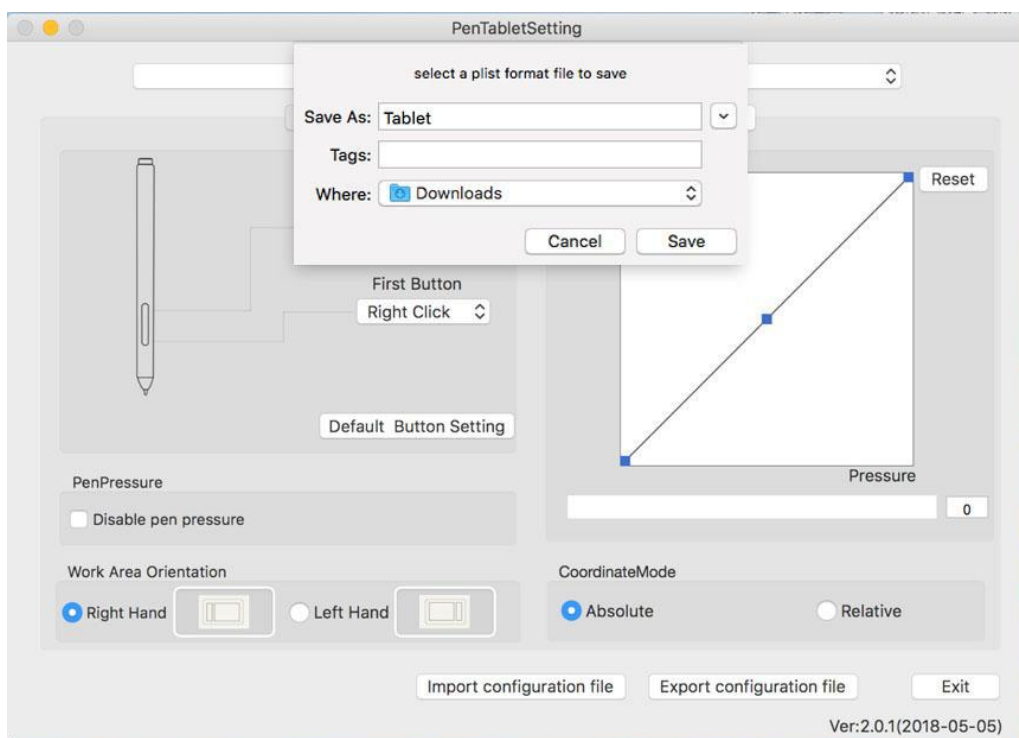 PenTabletSetting
select a plist format file to save
Save As: Tablet
Tags:
Where: Downloads
Cancel Save
Reset
First Button
Right Click
Default Button Setting
Pressure
0
PenPressure
Disable pen pressure
Work Area Orientation
Right Hand Left Hand
CoordinateMode
Absolute Relative
Import configuration file Export configuration file Exit
Ver:2.0.1(2018-05-05)